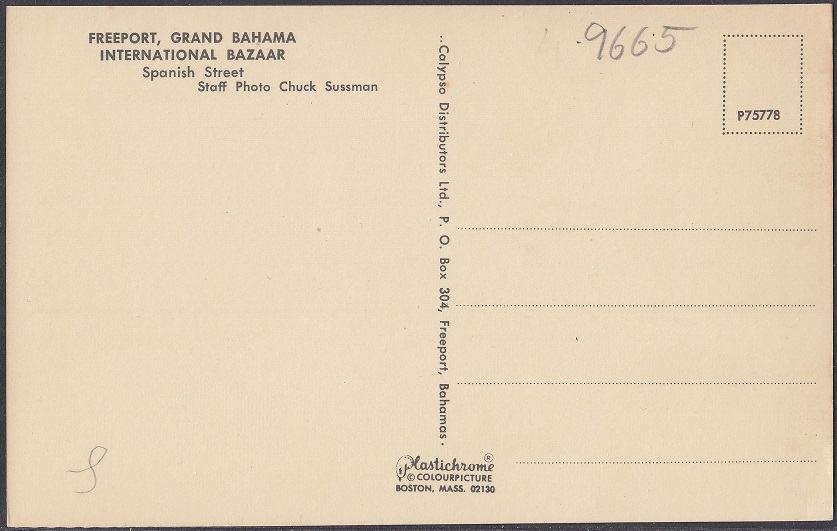 FREEPORT, GRAND BAHAMA
INTERNATIONAL BAZAAR
Spanish Street
Staff Photo Chuck Sussman
..Calypso Distributors Ltd., P. O. Box 304, Freeport, Bahamas.
9665
P75778
Plastichrome ®
© COLOURPICTURE
BOSTON, MASS. 02130